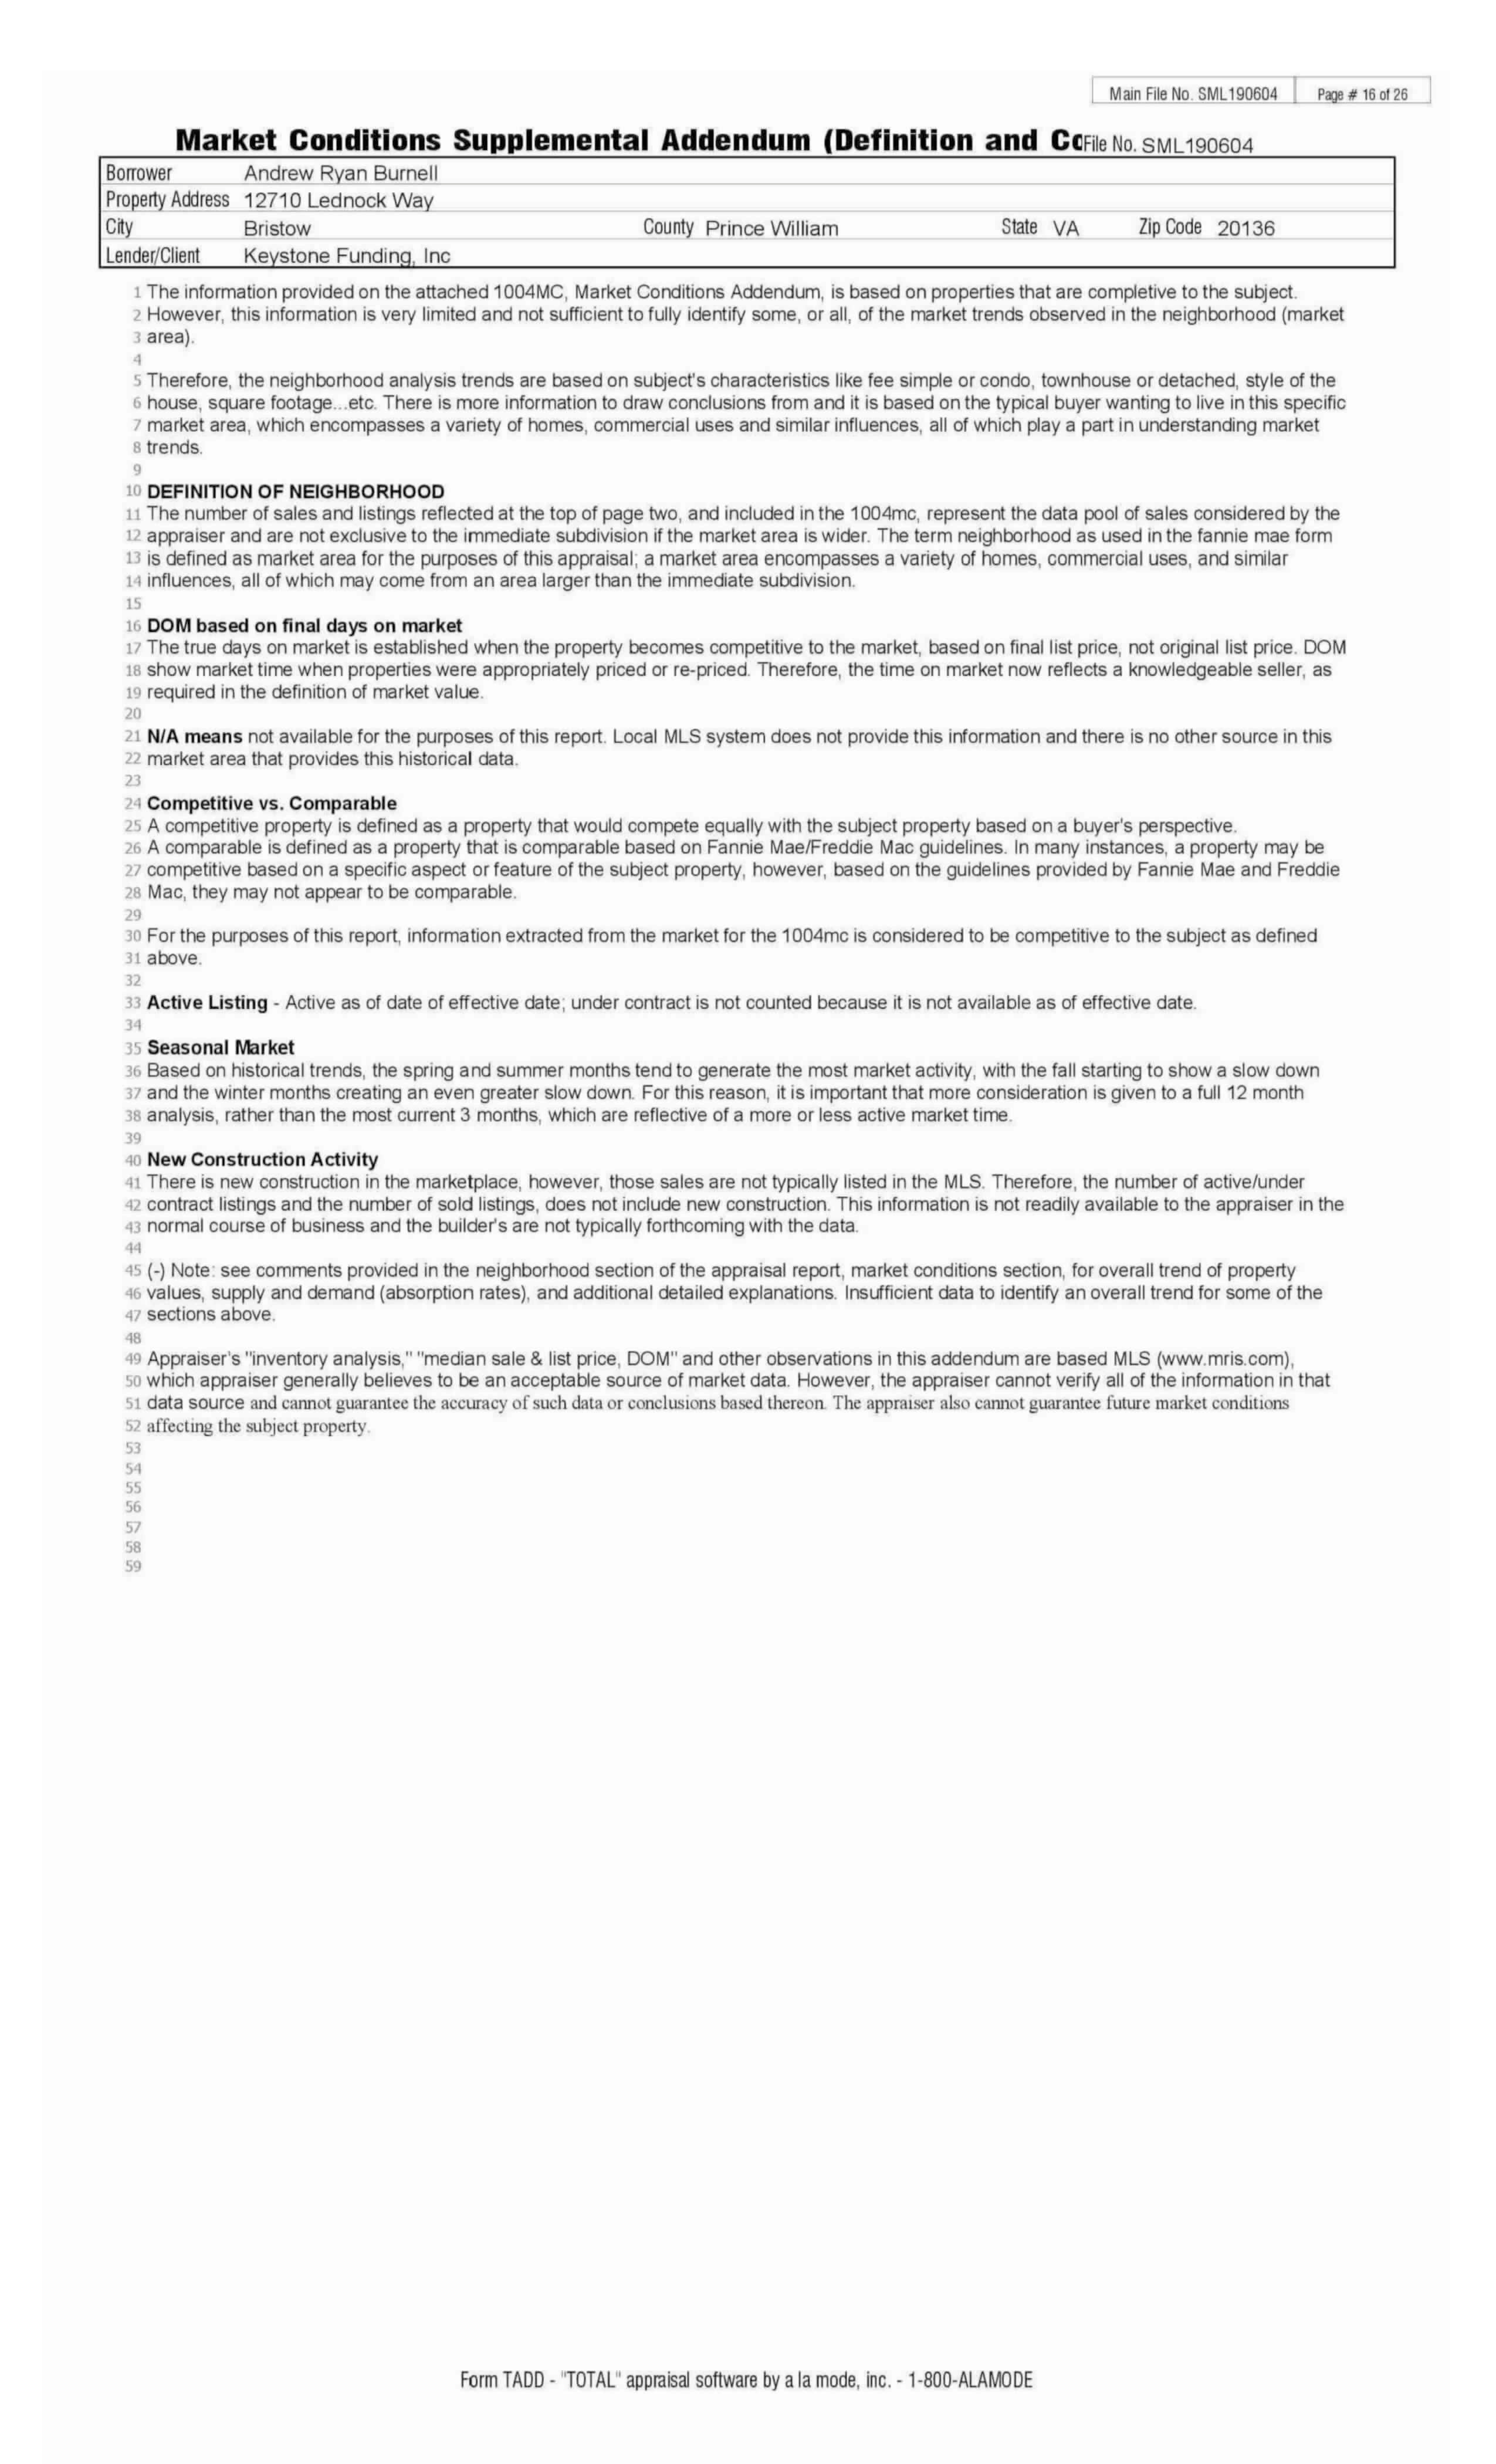 Main File No. SML190604 Page # 16 of 26
Market Conditions Supplemental Addendum (Definition and Co File No. SML190604
Borrower Andrew Ryan Burnell
Property Address 12710 Lednock Way
City Bristow County Prince William State VA Zip Code 20136
Lender/Client Keystone Funding, Inc
1 The information provided on the attached 1004MC, Market Conditions Addendum, is based on properties that are completive to the subject.
2 However, this information is very limited and not sufficient to fully identify some, or all, of the market trends observed in the neighborhood (market
3 area).
4
5 Therefore, the neighborhood analysis trends are based on subject's characteristics like fee simple or condo, townhouse or detached, style of the
6 house, square footage...etc. There is more information to draw conclusions from and it is based on the typical buyer wanting to live in this specific
7 market area, which encompasses a variety of homes, commercial uses and similar influences, all of which play a part in understanding market
8 trends.
9
10 DEFINITION OF NEIGHBORHOOD
11 The number of sales and listings reflected at the top of page two, and included in the 1004mc, represent the data pool of sales considered by the
12 appraiser and are not exclusive to the immediate subdivision if the market area is wider. The term neighborhood as used in the fannie mae form
13 is defined as market area for the purposes of this appraisal; a market area encompasses a variety of homes, commercial uses, and similar
14 influences, all of which may come from an area larger than the immediate subdivision.
15
16 DOM based on final days on market
17 The true days on market is established when the property becomes competitive to the market, based on final list price, not original list price. DOM
18 show market time when properties were appropriately priced or re-priced. Therefore, the time on market now reflects a knowledgeable seller, as
19 required in the definition of market value.
20
21 N/A means not available for the purposes of this report. Local MLS system does not provide this information and there is no other source in this
22 market area that provides this historical data.
23
24 Competitive vs. Comparable
25 A competitive property is defined as a property that would compete equally with the subject property based on a buyer's perspective.
26 A comparable is defined as a property that is comparable based on Fannie Mae/Freddie Mac guidelines. In many instances, a property may be
27 competitive based on a specific aspect or feature of the subject property, however, based on the guidelines provided by Fannie Mae and Freddie
28 Mac, they may not appear to be comparable.
29
30 For the purposes of this report, information extracted from the market for the 1004mc is considered to be competitive to the subject as defined
31 above.
32
33 Active Listing - Active as of date of effective date; under contract is not counted because it is not available as of effective date.
34
35 Seasonal Market
36 Based on historical trends, the spring and summer months tend to generate the most market activity, with the fall starting to show a slow down
37 and the winter months creating an even greater slow down. For this reason, it is important that more consideration is given to a full 12 month
38 analysis, rather than the most current 3 months, which are reflective of a more or less active market time.
39
40 New Construction Activity
41 There is new construction in the marketplace, however, those sales are not typically listed in the MLS. Therefore, the number of active/under
42 contract listings and the number of sold listings, does not include new construction. This information is not readily available to the appraiser in the
43 normal course of business and the builder's are not typically forthcoming with the data.
44
45 (-) Note: see comments provided in the neighborhood section of the appraisal report, market conditions section, for overall trend of property
46 values, supply and demand (absorption rates), and additional detailed explanations. Insufficient data to identify an overall trend for some of the
47 sections above.
48
49 Appraiser's "inventory analysis," "median sale & list price, DOM" and other observations in this addendum are based MLS (www.mris.com),
50 which appraiser generally believes to be an acceptable source of market data. However, the appraiser cannot verify all of the information in that
51 data source and cannot guarantee the accuracy of such data or conclusions based thereon. The appraiser also cannot guarantee future market conditions
52 affecting the subject property.
53
54
55
56
57
58
59
Form TADD - "TOTAL" appraisal software by a la mode, inc. - 1-800-ALAMODE